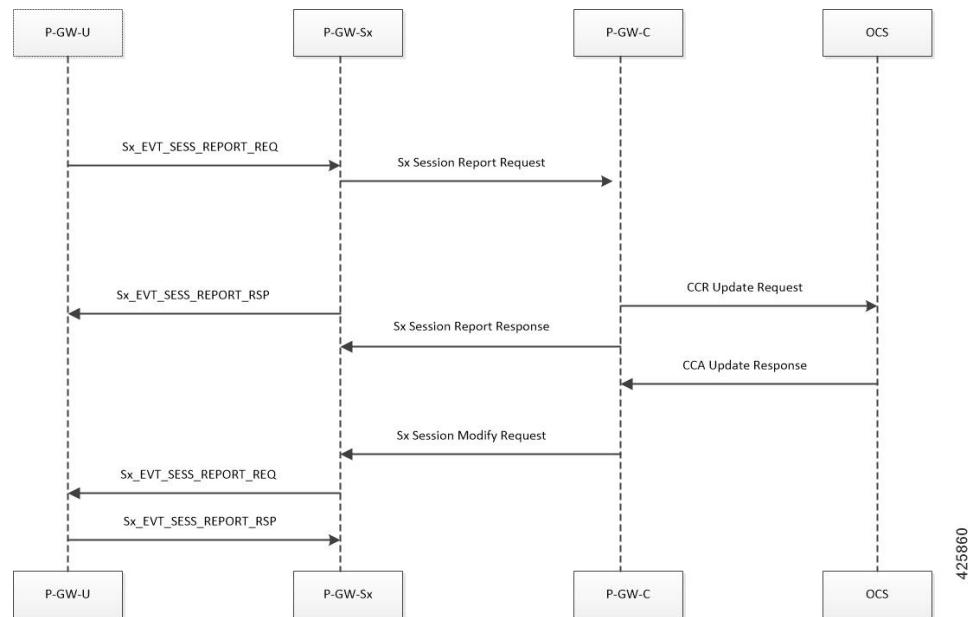 P-GW-U
P-GW-Sx
P-GW-C
OCS
Sx_EVT_SESS_REPORT_REQ
Sx Session Report Request
CCR Update Request
Sx_EVT_SESS_REPORT_RSP
Sx Session Report Response
CCA Update Response
Sx Session Modify Request
Sx_EVT_SESS_REPORT_REQ
Sx_EVT_SESS_REPORT_RSP
P-GW-U
P-GW-Sx
P-GW-C
OCS
425860